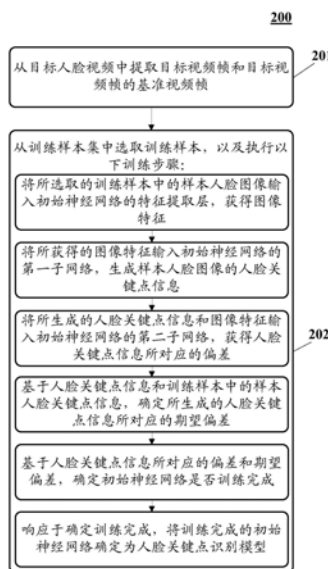 200
201
从目标人脸视频中提取目标视频帧和目标视
频帧的基准视频帧
从训练样本集中选取训练样本，以及执行以
下训练步骤：
将所选取的训练样本中的样本人脸图像输
入初始神经网络的特征提取层，获得图像
特征
将所获得的图像特征输入初始神经网络的
第一子网络，生成样本人脸图像的人脸关
键点信息
将所生成的人脸关键点信息和图像特征输
入初始神经网络的第二子网络，获得人脸
关键点信息所对应的偏差
202
基于人脸关键点信息和训练样本中的样本
人脸关键点信息，确定所生成的人脸关键
点信息所对应的期望偏差
基于人脸关键点信息所对应的偏差和期望
偏差，确定初始神经网络是否训练完成
响应于确定训练完成，将训练完成的初始
神经网络确定为人脸关键点识别模型